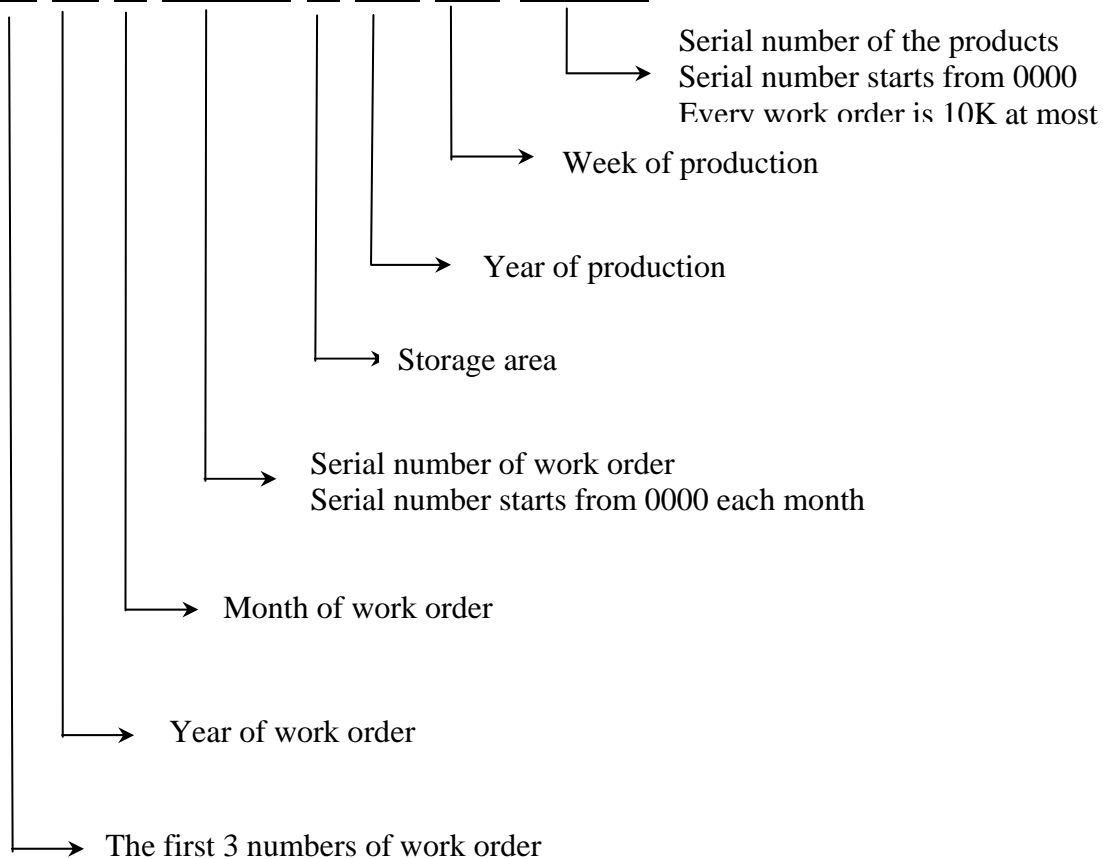 Serial number of the products
Serial number starts from 0000
Every work order is 10K at most
Week of production
Year of production
Storage area
Serial number of work order
Serial number starts from 0000 each month
Month of work order
Year of work order
The first 3 numbers of work order